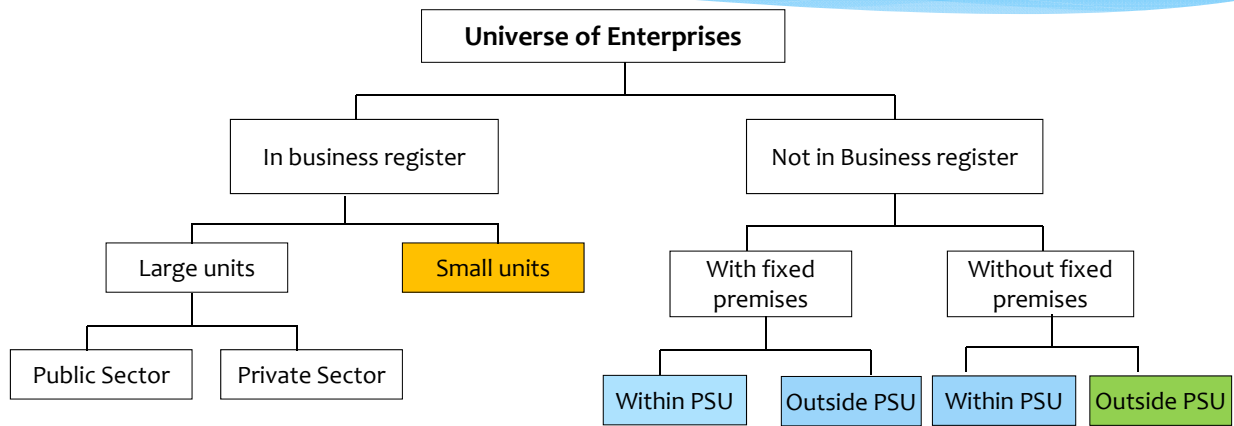 Universe of Enterprises
In business register
Not in Business register
Large units
Small units
With fixed
premises
Without fixed
premises
Public Sector
Private Sector
Within PSU
Outside PSU
Within PSU
Outside PSU